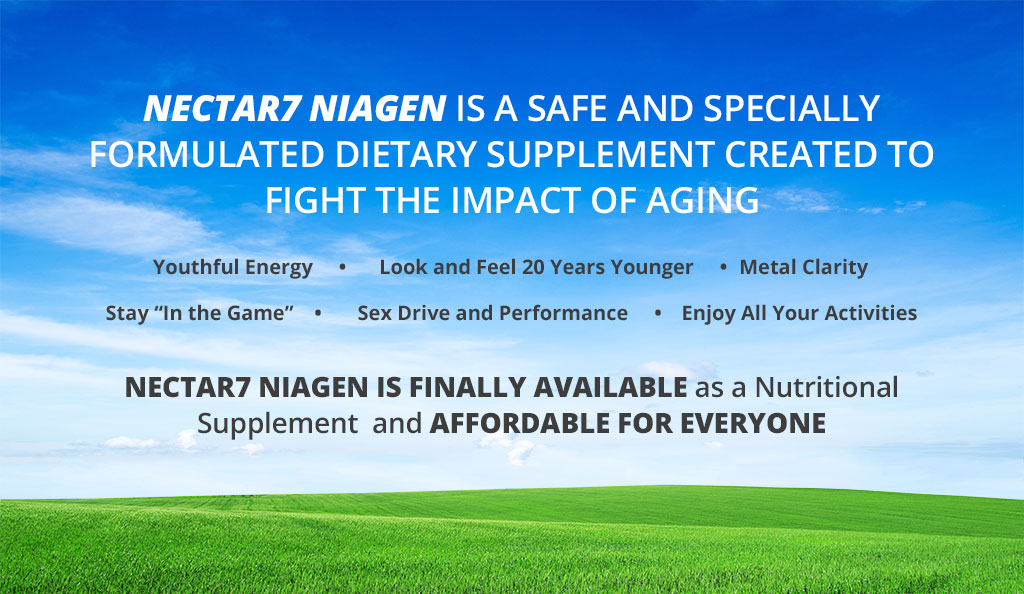 NECTAR7 NIAGEN IS A SAFE AND SPECIALLY
FORMULATED DIETARY SUPPLEMENT CREATED TO
FIGHT THE IMPACT OF AGING
Youthful Energy • Look and Feel 20 Years Younger • Metal Clarity
Stay “In the Game” • Sex Drive and Performance • Enjoy All Your Activities
NECTAR7 NIAGEN IS FINALLY AVAILABLE as a Nutritional
Supplement and AFFORDABLE FOR EVERYONE